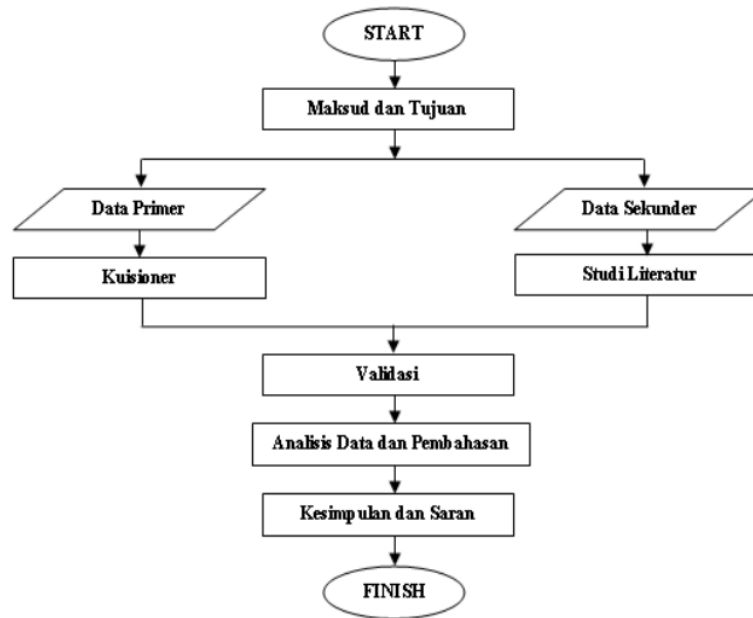 START
Maksud dan Tujuan
Data Primer
Data Sekunder
Kuisioner
Studi Literatur
Validasi
Analisis Data dan Pembahasan
Kesimpulan dan Saran
FINISH